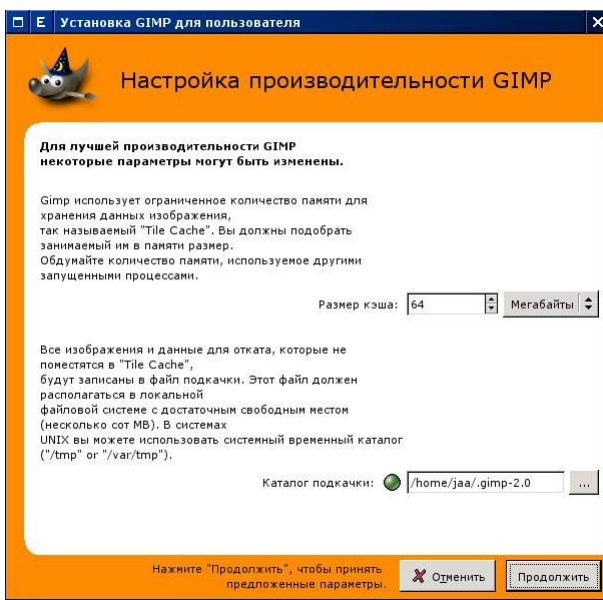 E Установка GIMP для пользователя
Настройка производительности GIMP
Для лучшей производительности GIMP
некоторые параметры могут быть изменены.
Gimp использует ограниченное количество памяти для
хранения данных изображения,
так называемый "Tile Cache". Вы должны подобрать
занимаемый им в памяти размер.
Обдумайте количество памяти, используемое другими
запущенными процессами.
Размер кэша: 64 Мегабайты
Все изображения и данные для отката, которые не
поместятся в "Tile Cache",
будут записаны в файл подкачки. Этот файл должен
располагаться в локальной
файловой системе с достаточным свободным местом
(несколько сот MB). В системах
UNIX вы можете использовать системный временный каталог
("/tmp" or "/var/tmp").
Каталог подкачки: /home/jaa/.gimp-2.0 ...
Нажмите "Продолжить", чтобы принять
предложенные параметры.
Отменить
Продолжить